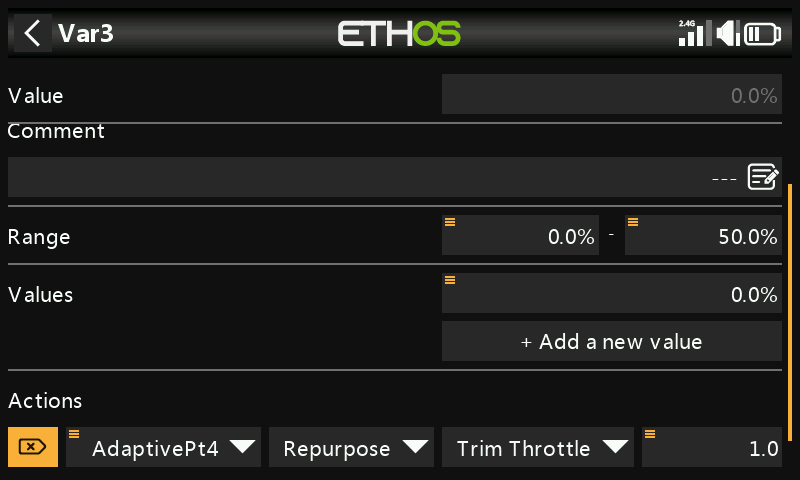 Var3
ETHOS
2.4G
Value
0.0%
Comment
---
Range
0.0% - 50.0%
Values
0.0%
+ Add a new value
Actions
AdaptivePt4 Repurpose Trim Throttle 1.0